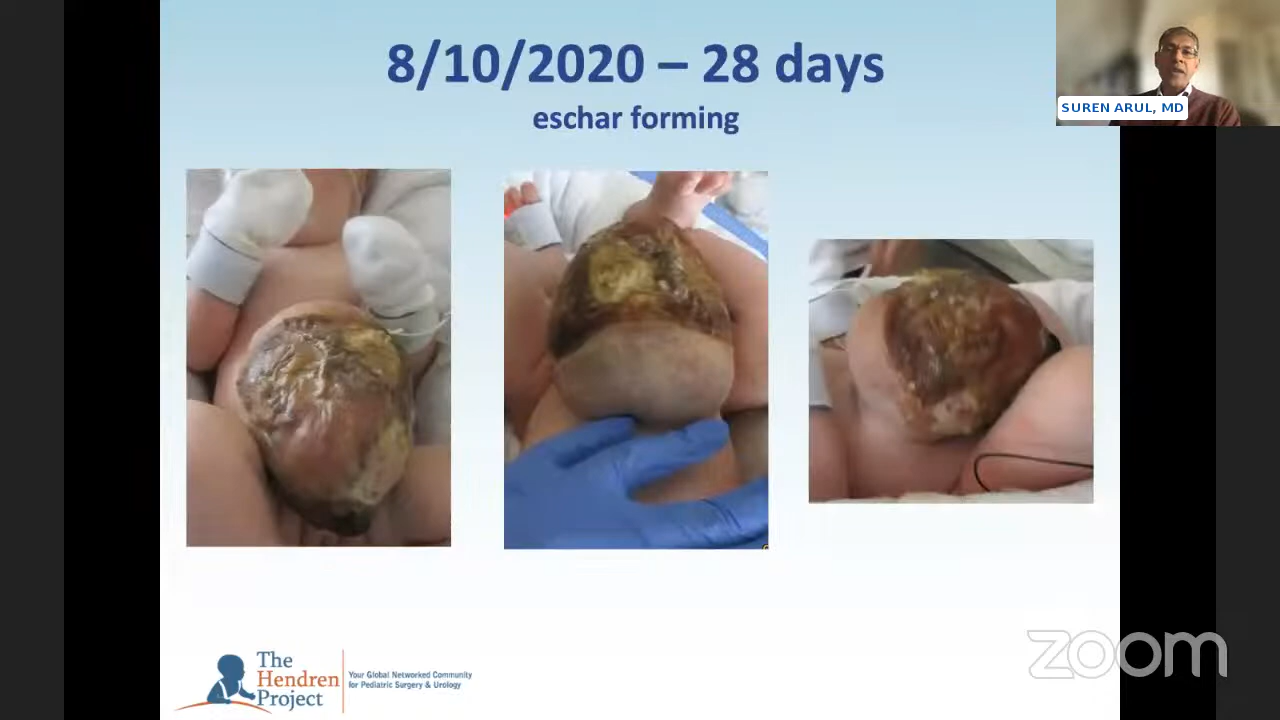 8/10/2020 – 28 days
eschar forming
SUREN ARUL, MD
The
Hendren
Project
Your Global Networked Community
for Pediatric Surgery & Urology
zoom